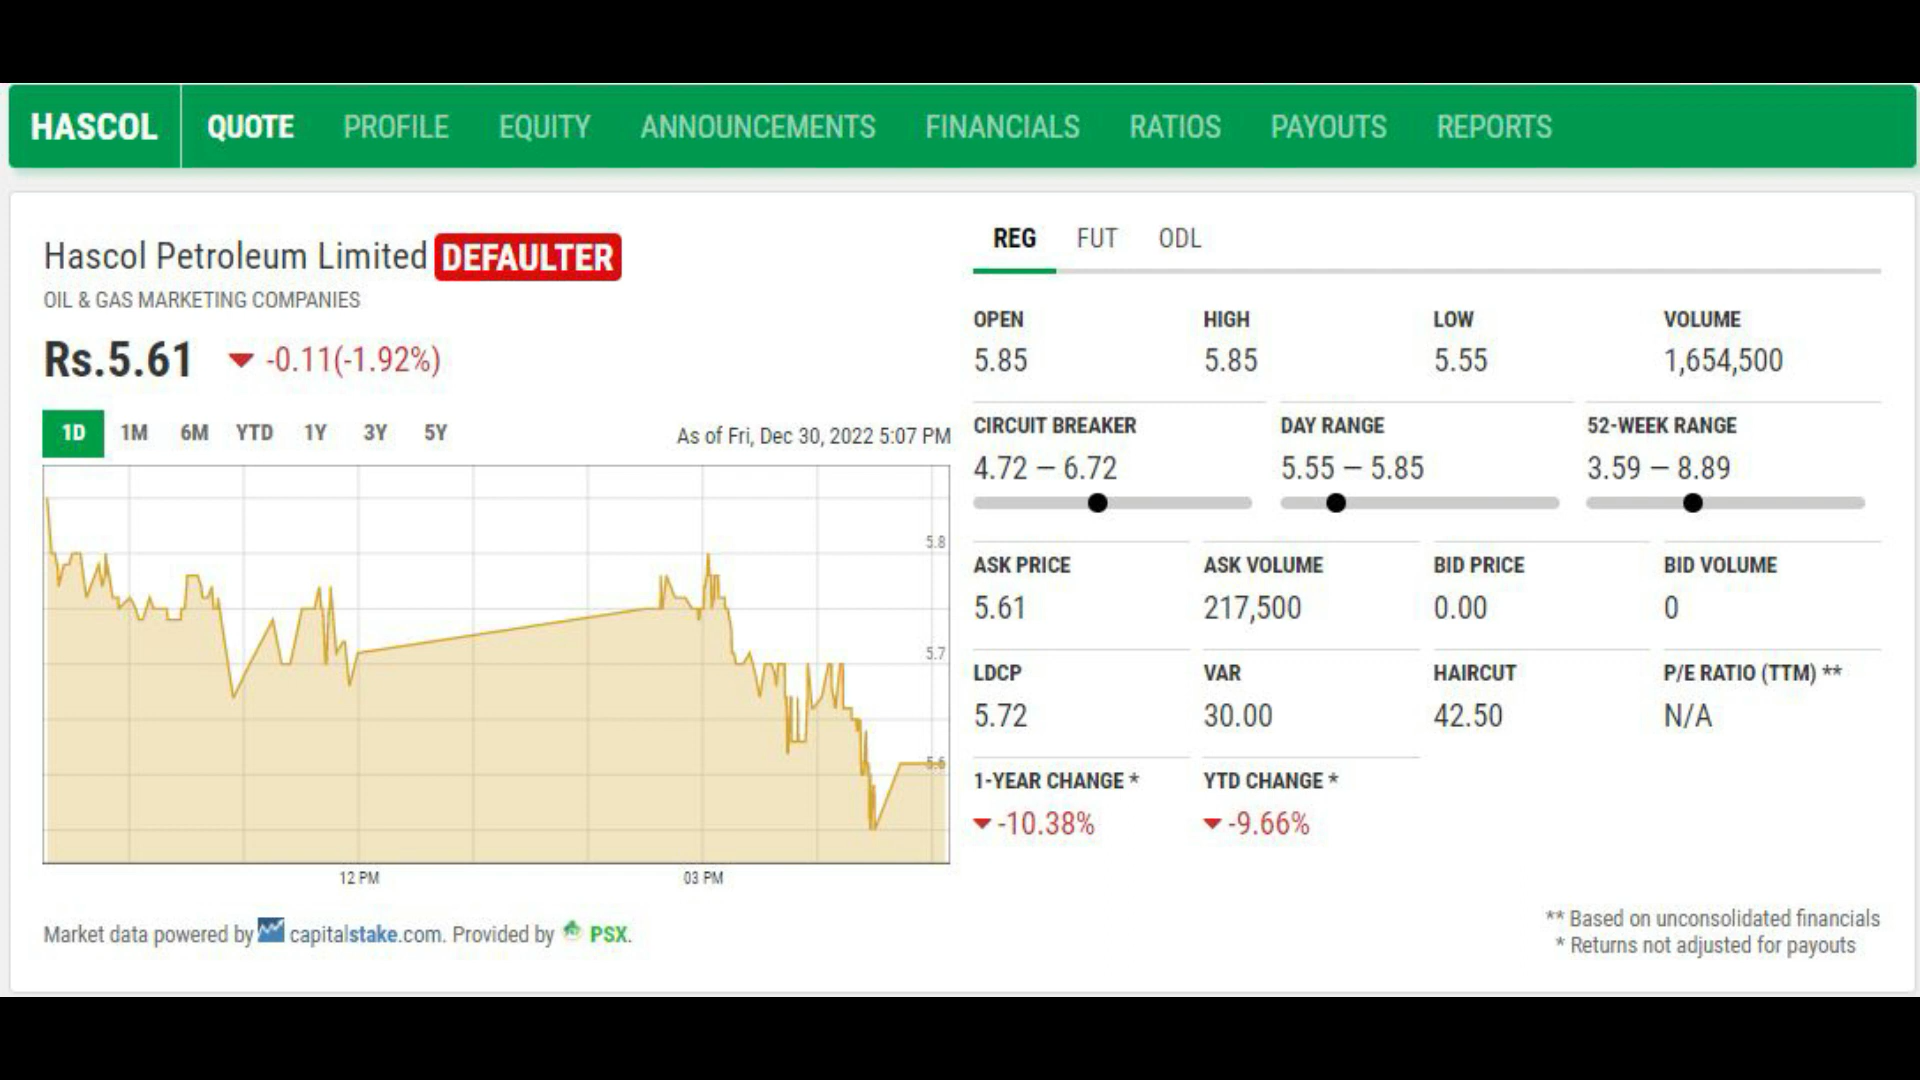 HASCOL QUOTE PROFILE EQUITY ANNOUNCEMENTS FINANCIALS RATIOS PAYOUTS REPORTS
Hascol Petroleum Limited DEFAULTER
OIL & GAS MARKETING COMPANIES
Rs.5.61 -0.11(-1.92%)
1D 1M 6M YTD 1Y 3Y 5Y
As of Fri, Dec 30, 2022 5:07 PM
5.8
5.7
5.6
12 PM 03 PM
Market data powered by capitalstake.com. Provided by PSX.
REG FUT ODL
OPEN HIGH LOW VOLUME
5.85 5.85 5.55 1,654,500
CIRCUIT BREAKER DAY RANGE 52-WEEK RANGE
4.72 — 6.72 5.55 — 5.85 3.59 — 8.89
ASK PRICE ASK VOLUME BID PRICE BID VOLUME
5.61 217,500 0.00 0
LDCP VAR HAIRCUT P/E RATIO (TTM) **
5.72 30.00 42.50 N/A
1-YEAR CHANGE * YTD CHANGE *
-10.38% -9.66%
** Based on unconsolidated financials
* Returns not adjusted for payouts